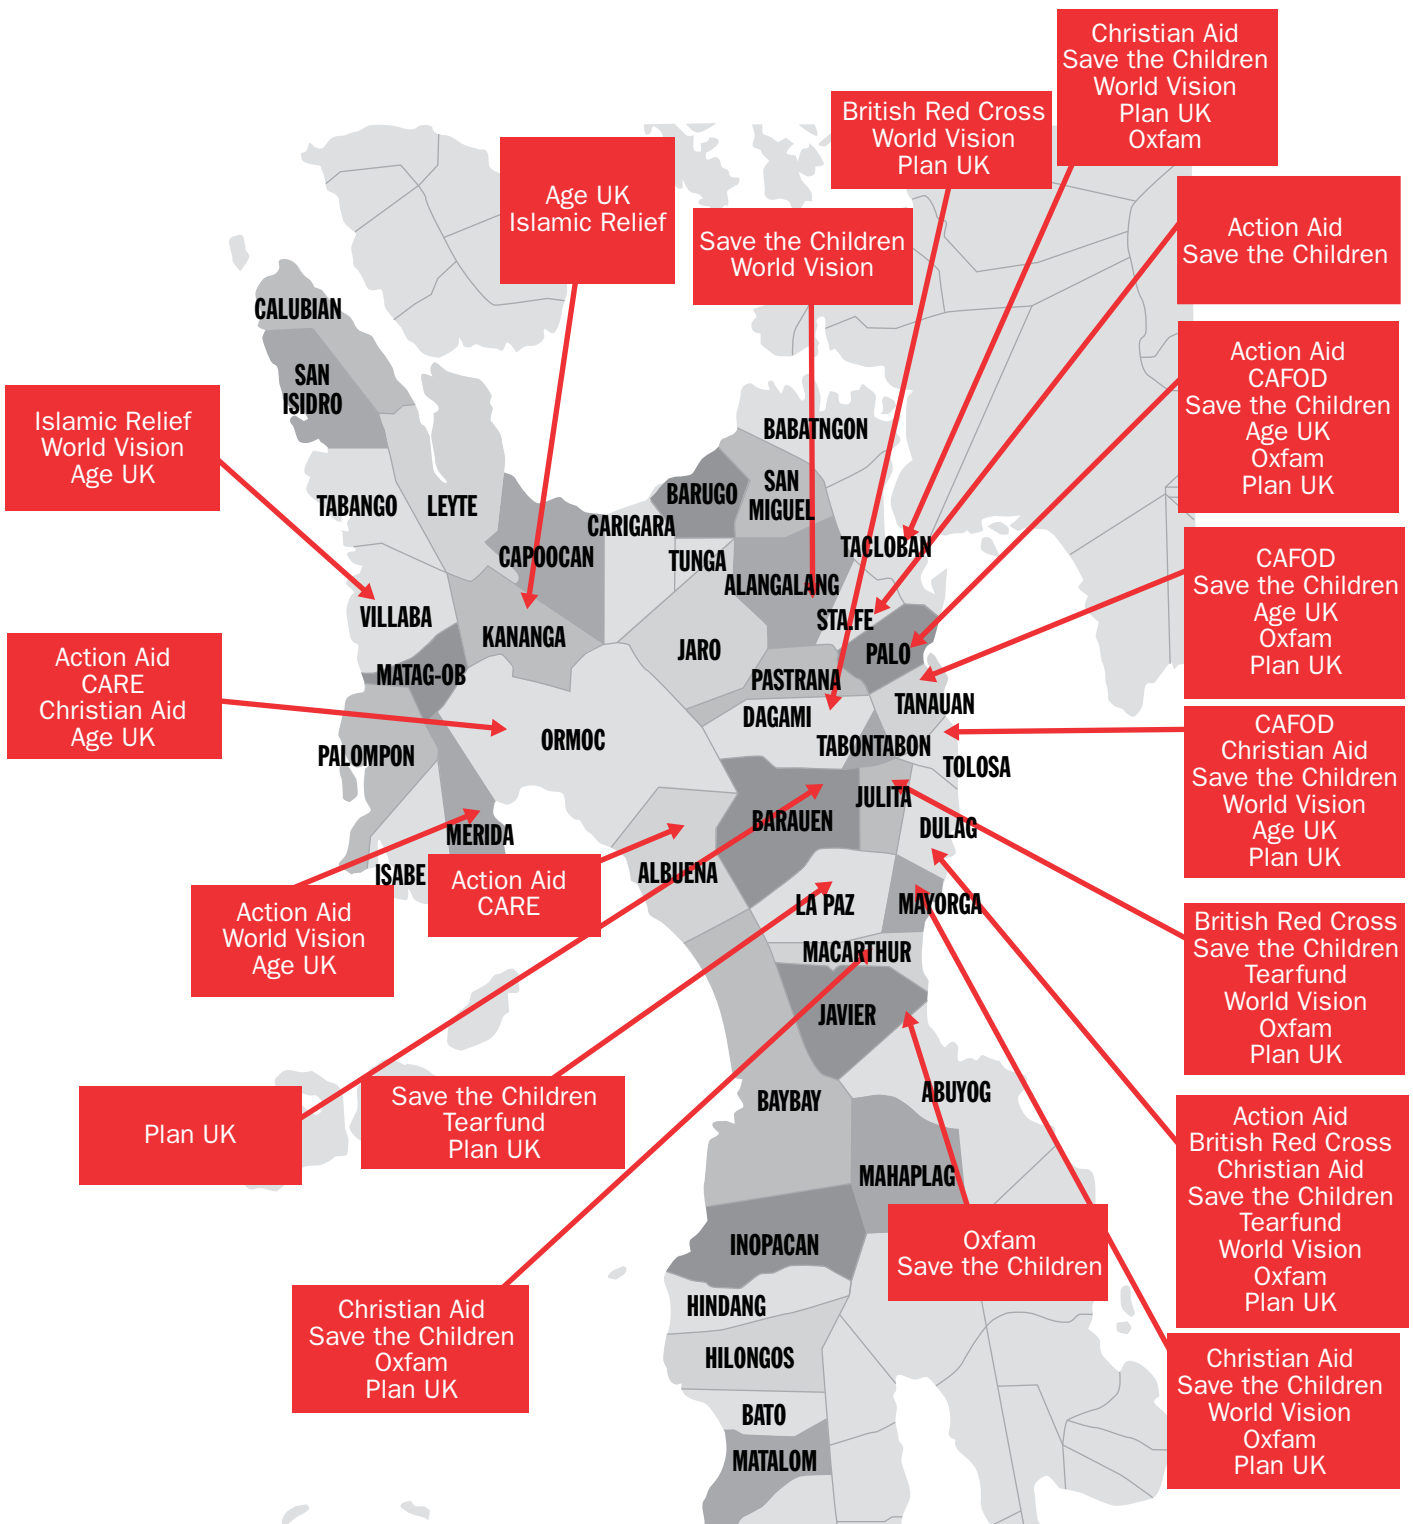 Christian Aid
Save the Children
World Vision
Plan UK
Oxfam
British Red Cross
World Vision
Plan UK
Age UK
Islamic Relief
Save the Children
World Vision
Action Aid
Save the Children
Action Aid
CAFOD
Save the Children
Age UK
Oxfam
Plan UK
Islamic Relief
World Vision
Age UK
CAFOD
Save the Children
Age UK
Oxfam
Plan UK
Action Aid
CARE
Christian Aid
Age UK
CAFOD
Christian Aid
Save the Children
World Vision
Age UK
Plan UK
Action Aid
CARE
Action Aid
World Vision
Age UK
British Red Cross
Save the Children
Tearfund
World Vision
Oxfam
Plan UK
Plan UK
Save the Children
Tearfund
Plan UK
Action Aid
British Red Cross
Christian Aid
Save the Children
Tearfund
World Vision
Oxfam
Plan UK
Oxfam
Save the Children
Christian Aid
Save the Children
Oxfam
Plan UK
Christian Aid
Save the Children
World Vision
Oxfam
Plan UK
CALUBIAN
SAN
ISIDRO
BABATNGON
TABANGO
LEYTE
BARUGO
SAN
MIGUEL
CARIGARA
CAPOOCAN
TUNGA
TACLOBAN
ALANGALANG
VILLABA
KANANGA
STA.FE
JARO
PALO
MATAG-OB
PASTRANA
TANAUAN
DAGAMI
ORMOC
PALOMPON
TABONTABON
TOLOSA
JULITA
BARAUEN
DULAG
MERIDA
ISABE
ALBUENA
LA PAZ
MAYORGA
MACARTHUR
JAVIER
BAYBAY
ABUYOG
MAHAPLAG
INOPACAN
HINDANG
HILONGOS
BATO
MATALOM